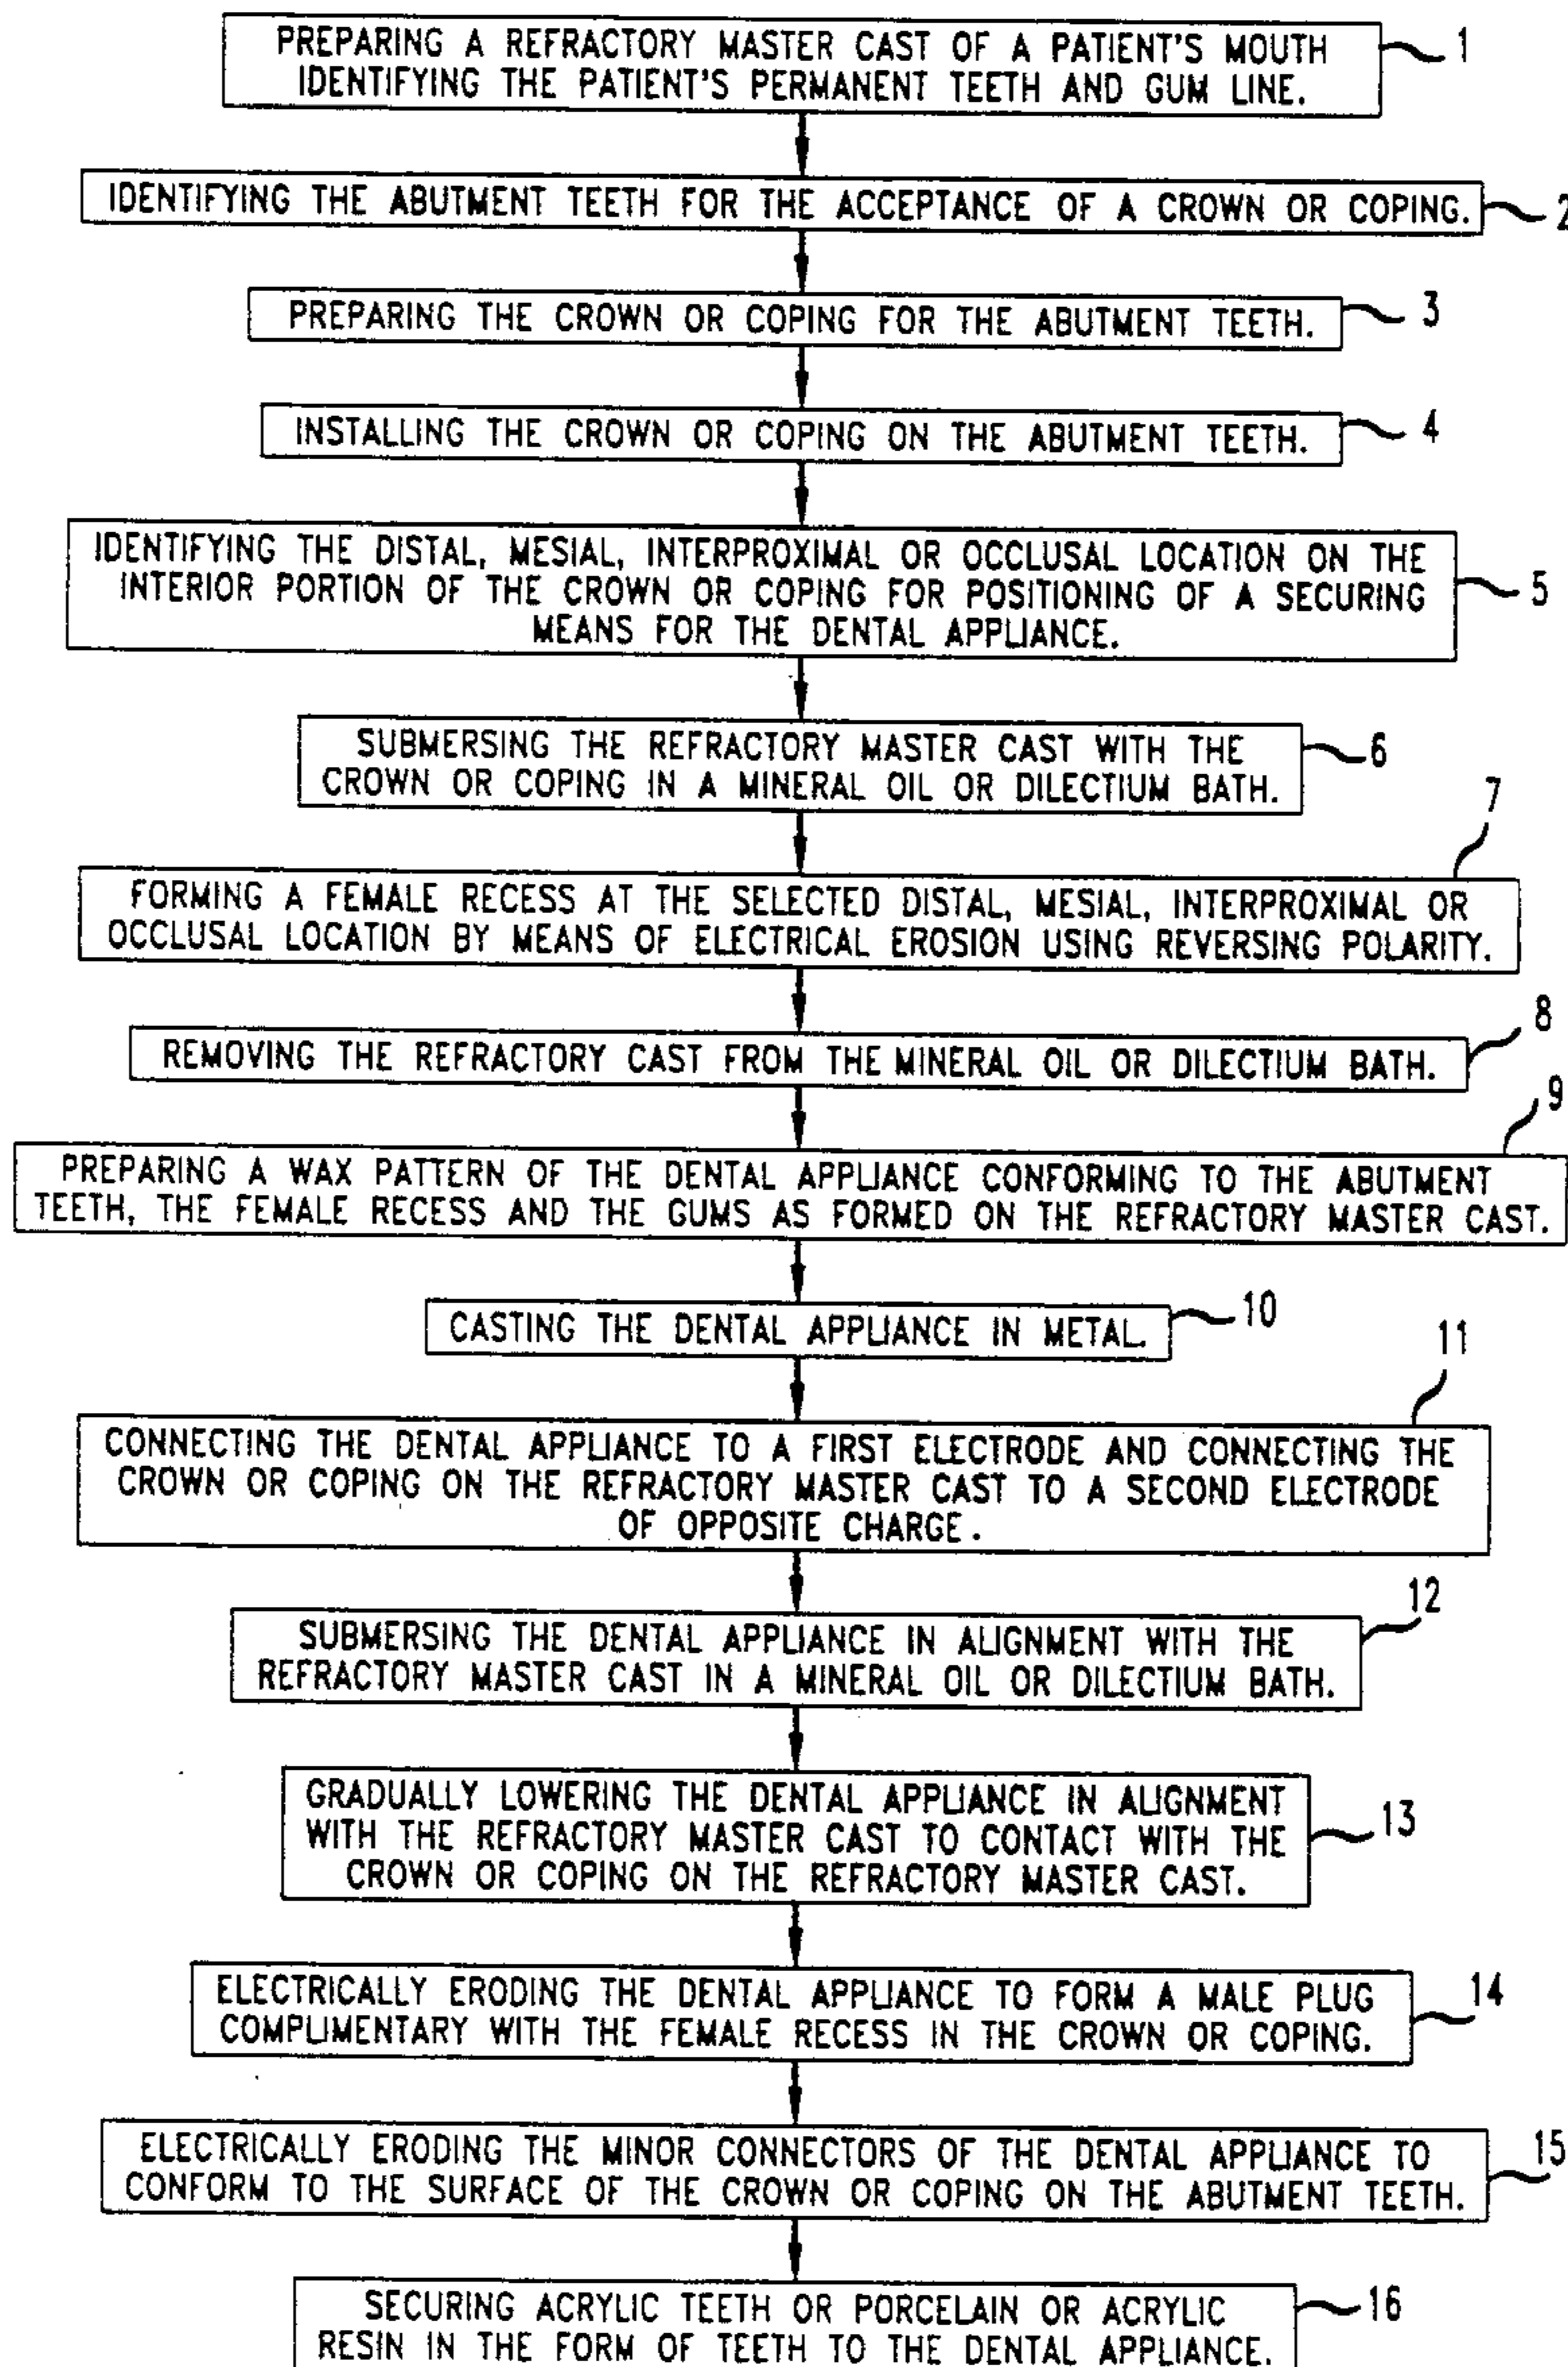 PREPARING A REFRACTORY MASTER CAST OF A PATIENT'S MOUTH
IDENTIFYING THE PATIENT'S PERMANENT TEETH AND GUM LINE.
1
IDENTIFYING THE ABUTMENT TEETH FOR THE ACCEPTANCE OF A CROWN OR COPING.
2
PREPARING THE CROWN OR COPING FOR THE ABUTMENT TEETH.
3
INSTALLING THE CROWN OR COPING ON THE ABUTMENT TEETH.
4
IDENTIFYING THE DISTAL, MESIAL, INTERPROXIMAL OR OCCLUSAL LOCATION ON THE
INTERIOR PORTION OF THE CROWN OR COPING FOR POSITIONING OF A SECURING
MEANS FOR THE DENTAL APPLIANCE.
5
SUBMERSING THE REFRACTORY MASTER CAST WITH THE
CROWN OR COPING IN A MINERAL OIL OR DILECTIUM BATH.
6
7
FORMING A FEMALE RECESS AT THE SELECTED DISTAL, MESIAL, INTERPROXIMAL OR
OCCLUSAL LOCATION BY MEANS OF ELECTRICAL EROSION USING REVERSING POLARITY.
8
REMOVING THE REFRACTORY CAST FROM THE MINERAL OIL OR DILECTIUM BATH.
9
PREPARING A WAX PATTERN OF THE DENTAL APPLIANCE CONFORMING TO THE ABUTMENT
TEETH, THE FEMALE RECESS AND THE GUMS AS FORMED ON THE REFRACTORY MASTER CAST.
CASTING THE DENTAL APPLIANCE IN METAL.
10
11
CONNECTING THE DENTAL APPLIANCE TO A FIRST ELECTRODE AND CONNECTING THE
CROWN OR COPING ON THE REFRACTORY MASTER CAST TO A SECOND ELECTRODE
OF OPPOSITE CHARGE.
12
SUBMERSING THE DENTAL APPLIANCE IN ALIGNMENT WITH THE
REFRACTORY MASTER CAST IN A MINERAL OIL OR DILECTIUM BATH.
GRADUALLY LOWERING THE DENTAL APPLIANCE IN ALIGNMENT
WITH THE REFRACTORY MASTER CAST TO CONTACT WITH THE
CROWN OR COPING ON THE REFRACTORY MASTER CAST.
13
ELECTRICALLY ERODING THE DENTAL APPLIANCE TO FORM A MALE PLUG
COMPLIMENTARY WITH THE FEMALE RECESS IN THE CROWN OR COPING.
14
ELECTRICALLY ERODING THE MINOR CONNECTORS OF THE DENTAL APPLIANCE TO
CONFORM TO THE SURFACE OF THE CROWN OR COPING ON THE ABUTMENT TEETH.
15
SECURING ACRYLIC TEETH OR PORCELAIN OR ACRYLIC
RESIN IN THE FORM OF TEETH TO THE DENTAL APPLIANCE.
16